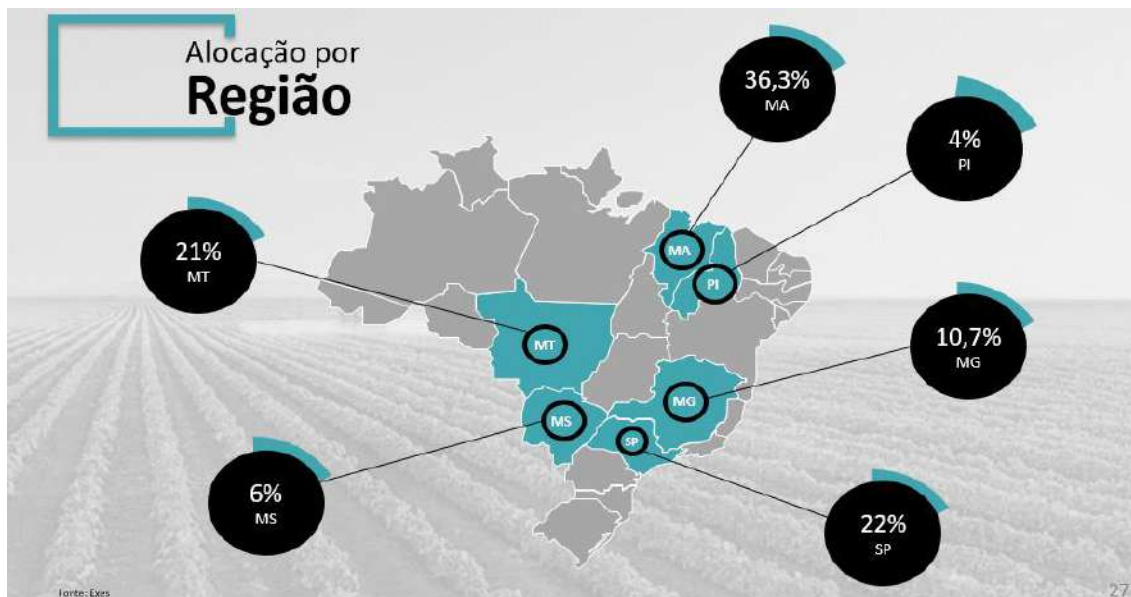 Alocação por
Região
36,3%
MA
4%
PI
21%
MT
MA
PI
MT
10,7%
MG
MG
MS
SP
6%
MS
22%
SP
Fonte: Exes
27